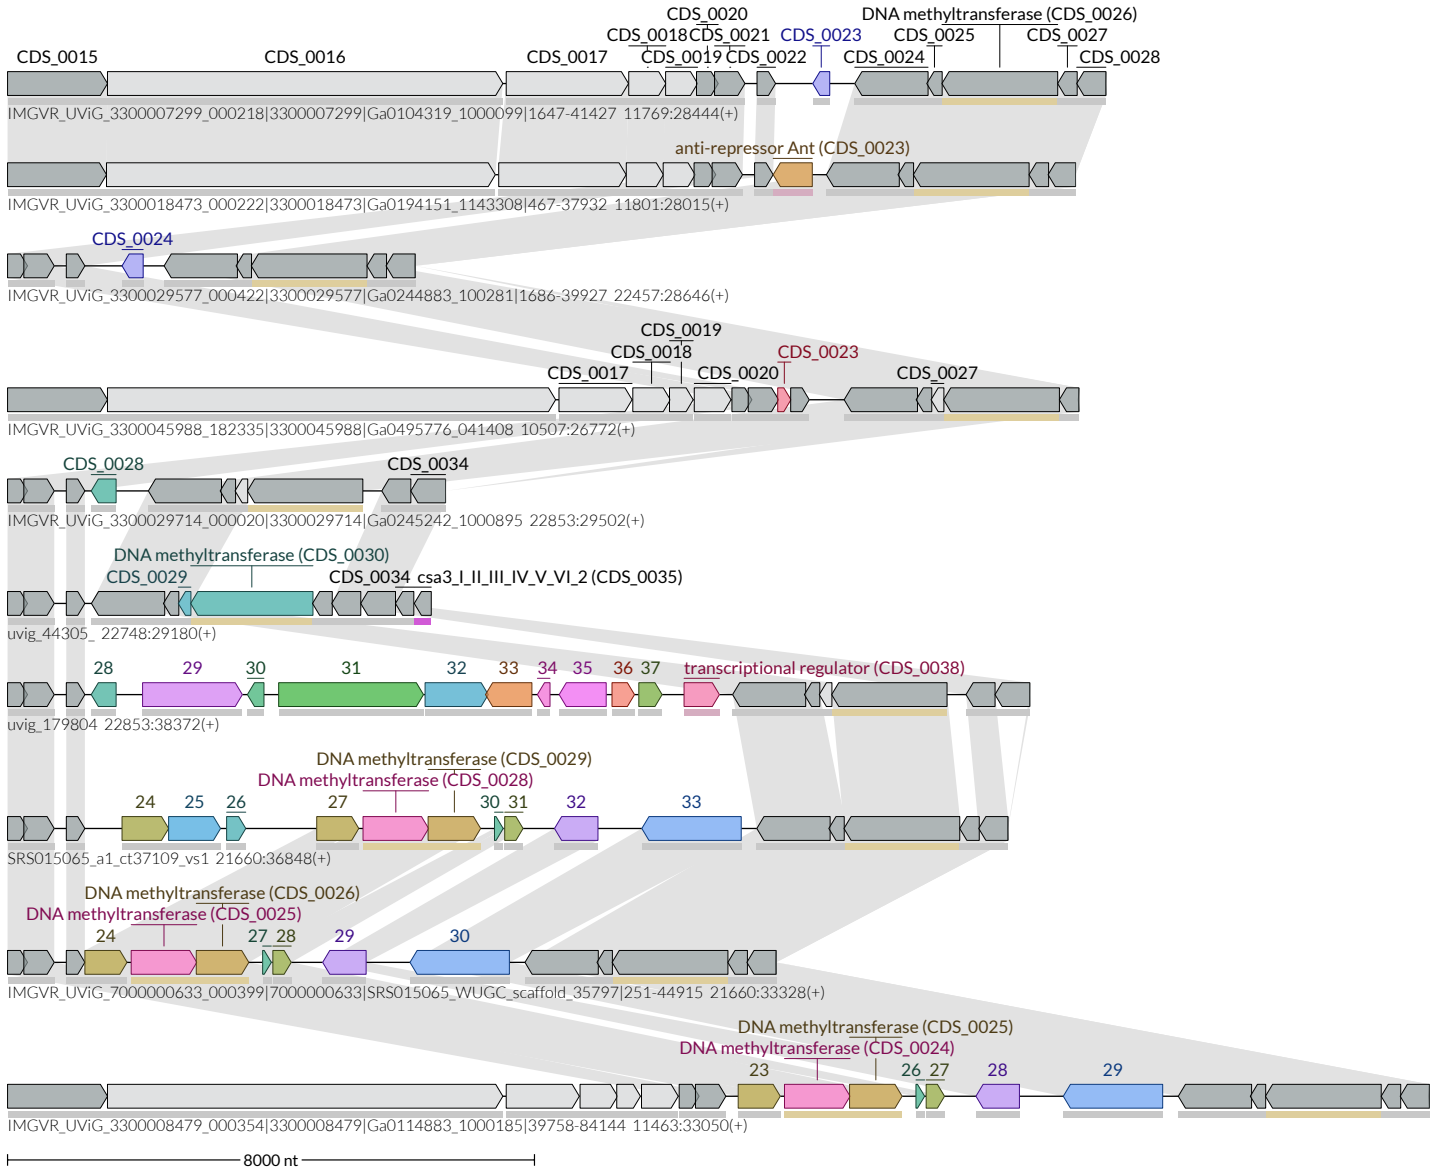 CDS_0020
DNA methyltransferase (CDS_0026)
CDS_0018 CDS_0021 CDS_0023 CDS_0025 CDS_0027
CDS_0015 CDS_0016 CDS_0017 CDS_0019 CDS_0022 CDS_0024 CDS_0028
IMGVR_UViG_3300007299_000218|3300007299|Ga0104319_1000099|1647-41427 11769:28444(+)
anti-repressor Ant (CDS_0023)
IMGVR_UViG_3300018473_000222|3300018473|Ga0194151_1143308|467-37932 11801:28015(+)
CDS_0024
IMGVR_UViG_3300029577_000422|3300029577|Ga0244883_100281|1686-39927 22457:28646(+)
CDS_0019
CDS_0018 CDS_0023
CDS_0017 CDS_0020 CDS_0027
IMGVR_UViG_3300045988_182335|3300045988|Ga0495776_041408 10507:26772(+)
CDS_0028 CDS_0034
IMGVR_UViG_3300029714_000020|3300029714|Ga0245242_1000895 22853:29502(+)
DNA methyltransferase (CDS_0030)
CDS_0029 CDS_0034 csa3_I_II_III_IV_V_VI_2 (CDS_0035)
uvig_44305_ 22748:29180(+)
28 29 30 31 32 33 34 35 36 37 transcriptional regulator (CDS_0038)
uvig_179804 22853:38372(+)
DNA methyltransferase (CDS_0029)
DNA methyltransferase (CDS_0028)
24 25 26 27 30 31 32 33
SRS015065_a1_ct37109_vs1 21660:36848(+)
DNA methyltransferase (CDS_0026)
DNA methyltransferase (CDS_0025)
24 27 28 29 30
IMGVR_UViG_7000000633_000399|7000000633|SRS015065_WUGC_scaffold_35797|251-44915 21660:33328(+)
DNA methyltransferase (CDS_0025)
DNA methyltransferase (CDS_0024)
23 26 27 28 29
IMGVR_UViG_3300008479_000354|3300008479|Ga0114883_1000185|39758-84144 11463:33050(+)
8000 nt